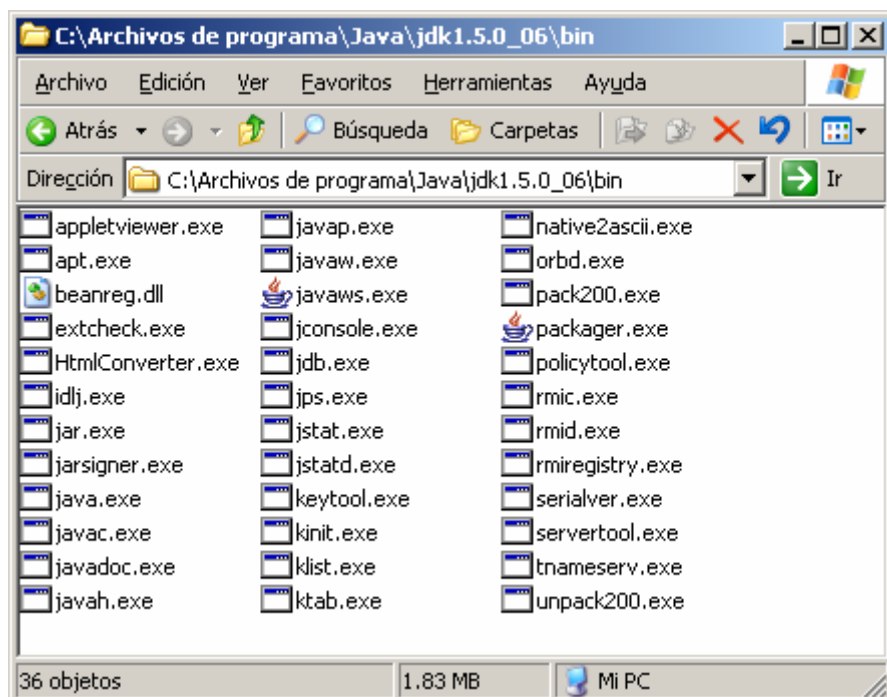 C:\Archivos de programa\Java\jdk1.5.0_06\bin
Archivo Edición Ver Favoritos Herramientas Ayuda
Atrás Búsqueda Carpetas
Dirección C:\Archivos de programa\Java\jdk1.5.0_06\bin Ir
appletviewer.exe
apt.exe
beanreg.dll
extcheck.exe
HtmlConverter.exe
idlj.exe
jar.exe
jarsigner.exe
java.exe
javac.exe
javadoc.exe
javah.exe
javap.exe
javaw.exe
javaws.exe
jconsole.exe
jdb.exe
jps.exe
jstat.exe
jstatd.exe
keytool.exe
kinit.exe
klist.exe
ktab.exe
native2ascii.exe
orbd.exe
pack200.exe
packager.exe
policytool.exe
rmic.exe
rmid.exe
rmiregistry.exe
serialver.exe
servertool.exe
tnameserv.exe
unpack200.exe
36 objetos 1.83 MB Mi PC